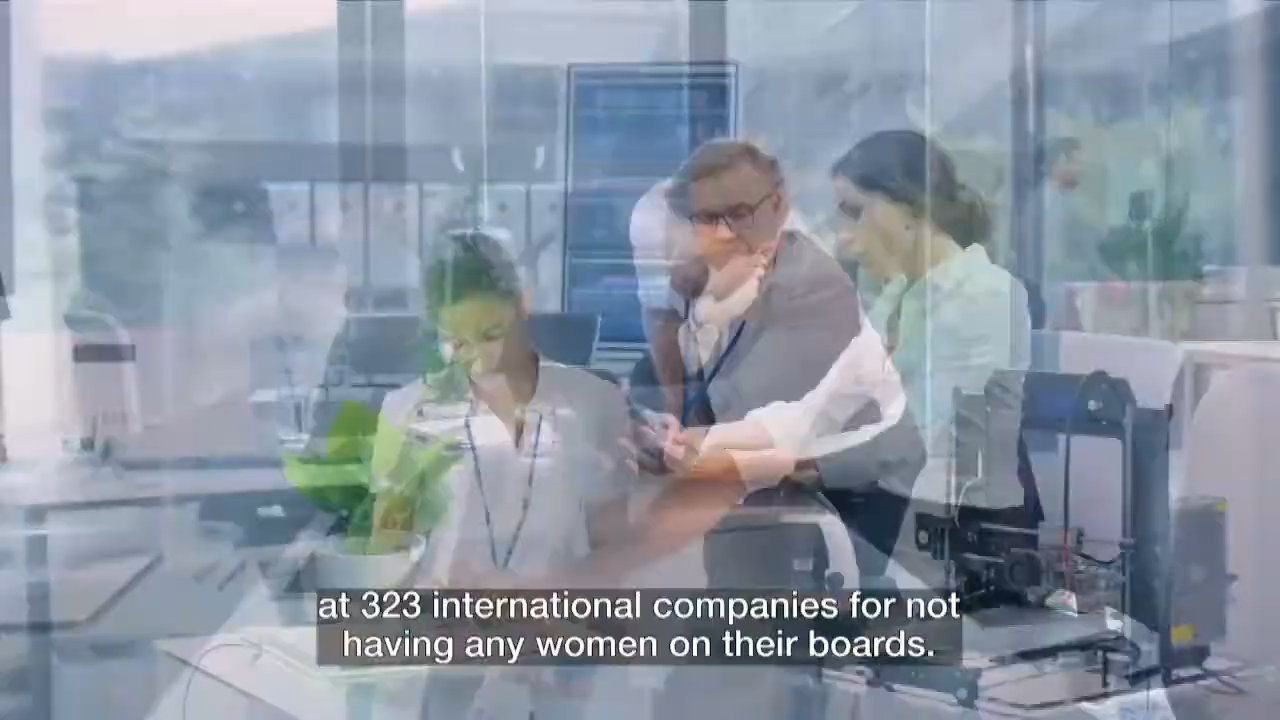 at 323 international companies for not
having any women on their boards.